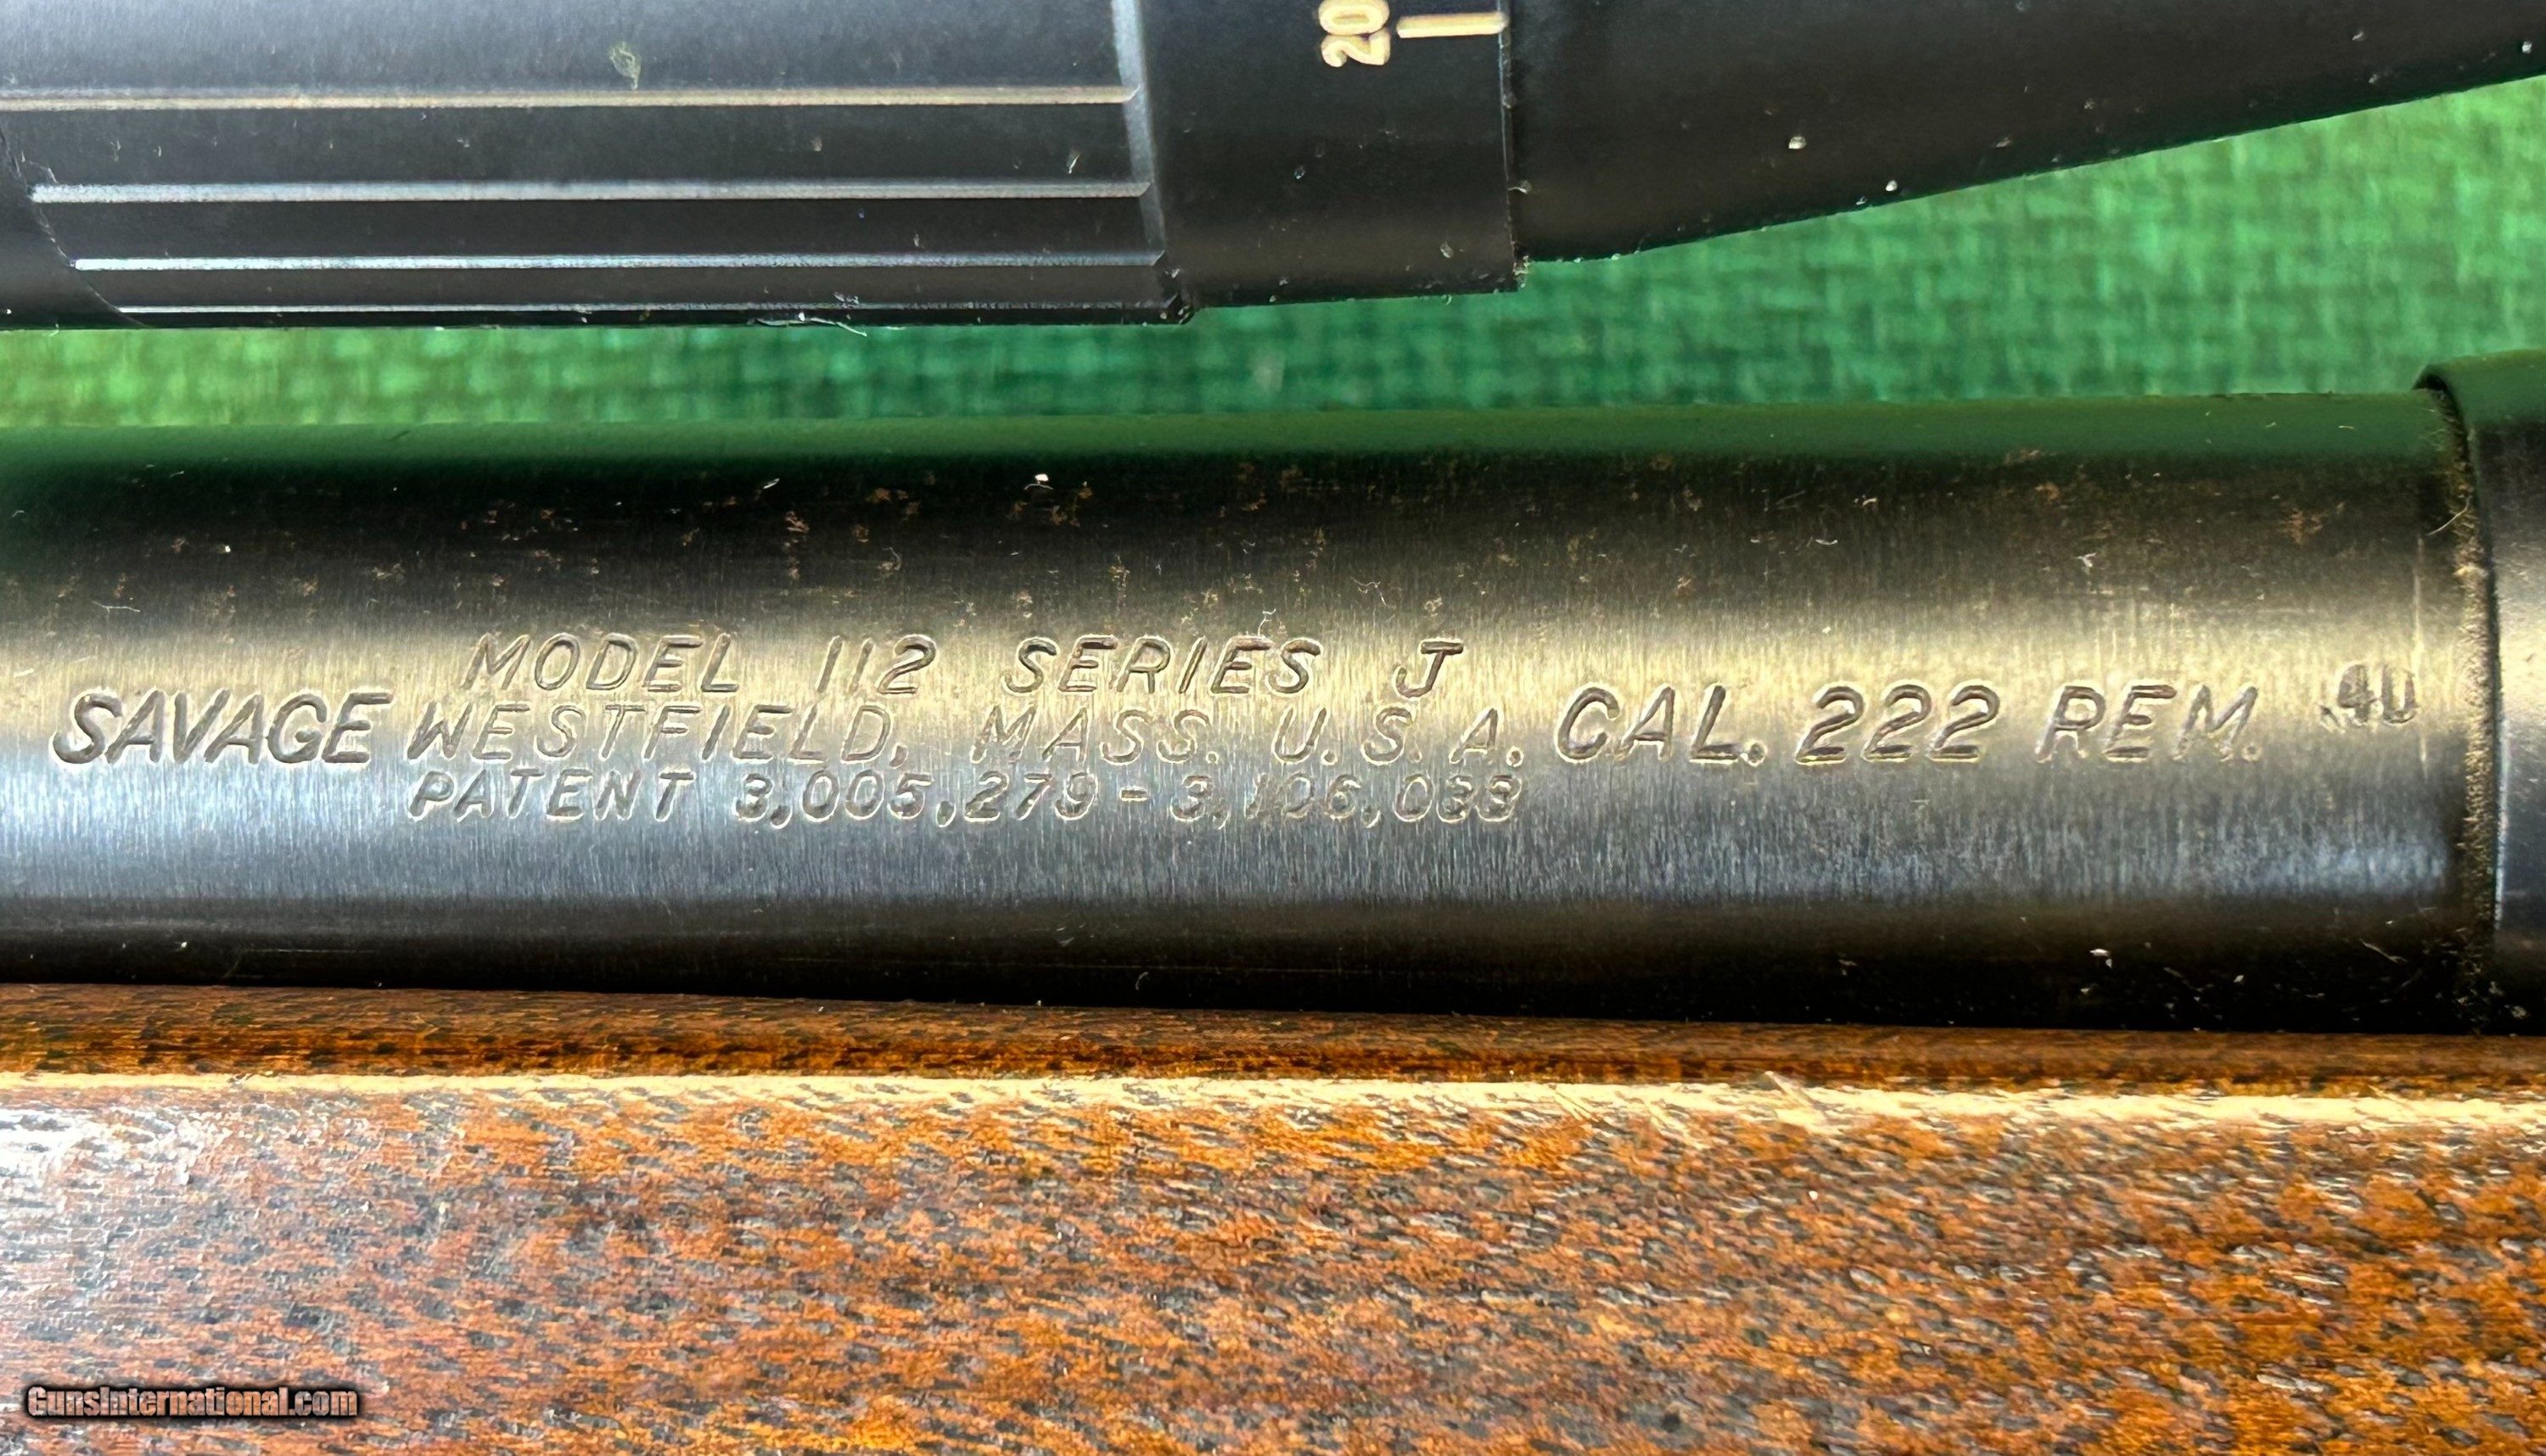 20
MODEL 112 SERIES J
SAVAGE WESTFIELD, MASS. U.S.A. CAL. 222 REM.
PATENT 3,005,279 - 3,106,033
GunsInternational.com